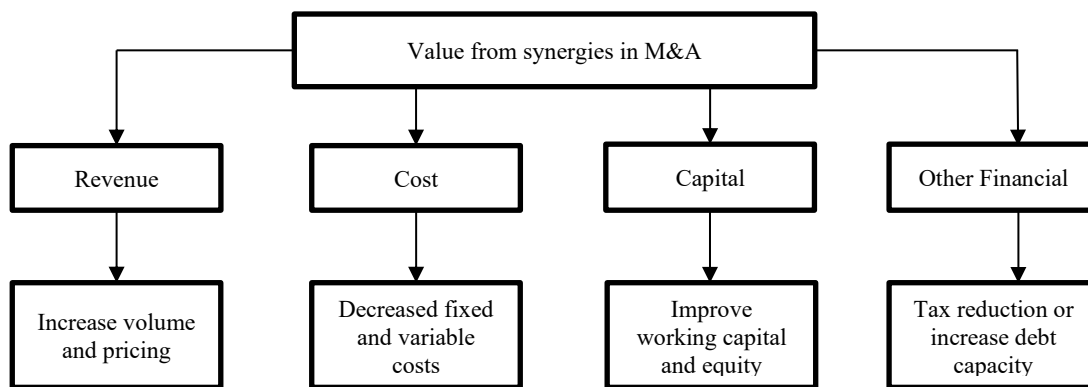 Value from synergies in M&A
Revenue
Cost
Capital
Other Financial
Increase volume
and pricing
Decreased fixed
and variable
costs
Improve
working capital
and equity
Tax reduction or
increase debt
capacity